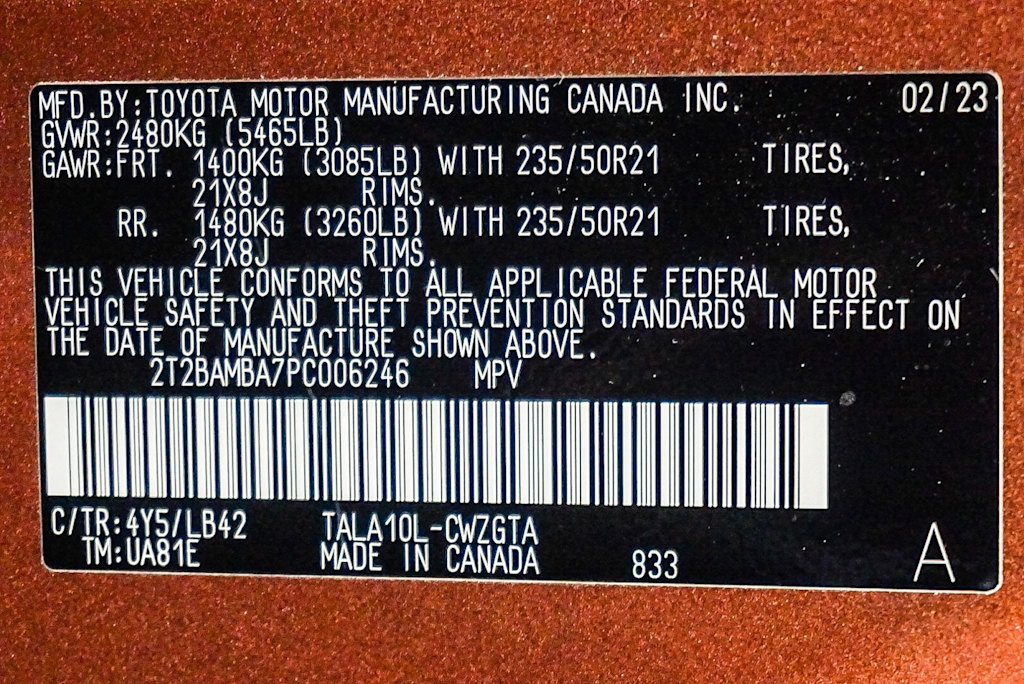 MFD.BY:TOYOTA MOTOR MANUFACTURING CANADA INC. 02/23
GVWR:2480KG (5465LB)
GAWR:FRT. 1400KG (3085LB) WITH 235/50R21 TIRES,
21X8J RIMS.
RR. 1480KG (3260LB) WITH 235/50R21 TIRES,
21X8J RIMS.
THIS VEHICLE CONFORMS TO ALL APPLICABLE FEDERAL MOTOR
VEHICLE SAFETY AND THEFT PREVENTION STANDARDS IN EFFECT ON
THE DATE OF MANUFACTURE SHOWN ABOVE.
2T2BAMBA7PC006246 MPV
C/TR:4Y5/LB42 TALA10L-CWZGTA
TM:UA81E MADE IN CANADA 833 A